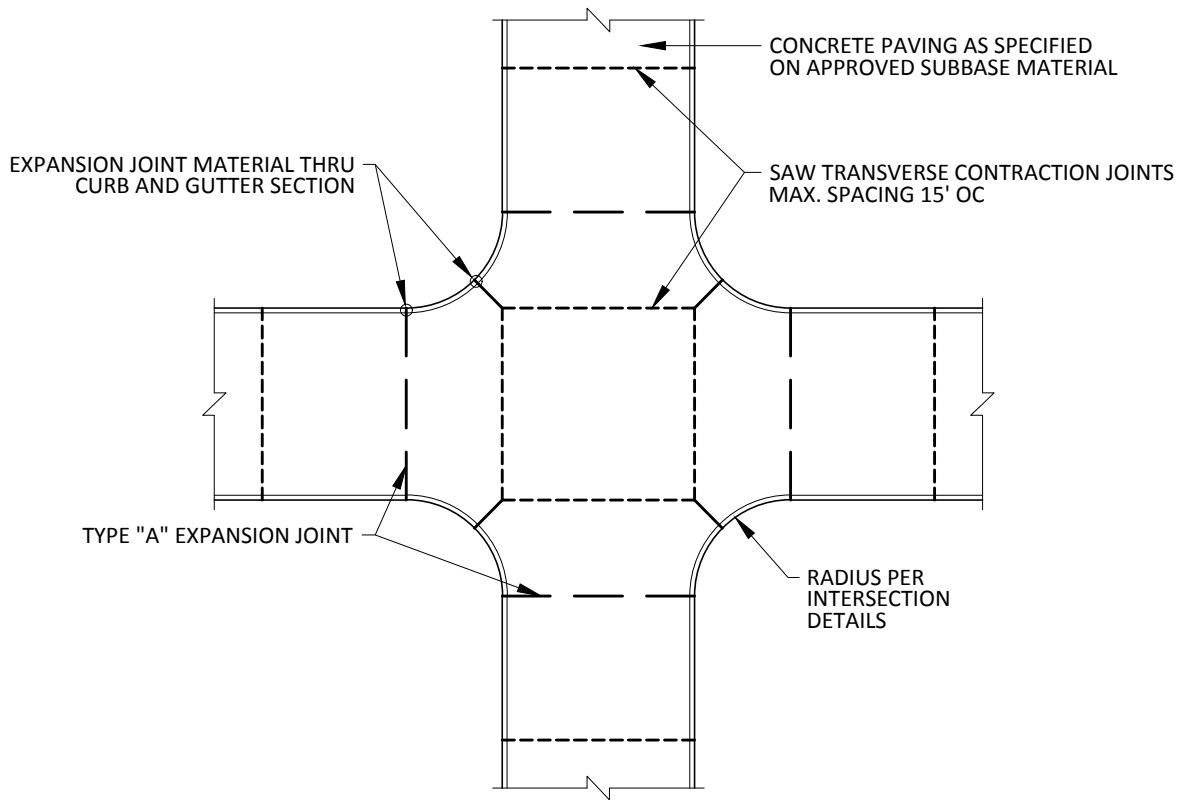 CONCRETE PAVING AS SPECIFIED
ON APPROVED SUBBASE MATERIAL
EXPANSION JOINT MATERIAL THRU
CURB AND GUTTER SECTION
SAW TRANSVERSE CONTRACTION JOINTS
MAX. SPACING 15' OC
TYPE "A" EXPANSION JOINT
RADIUS PER
INTERSECTION
DETAILS